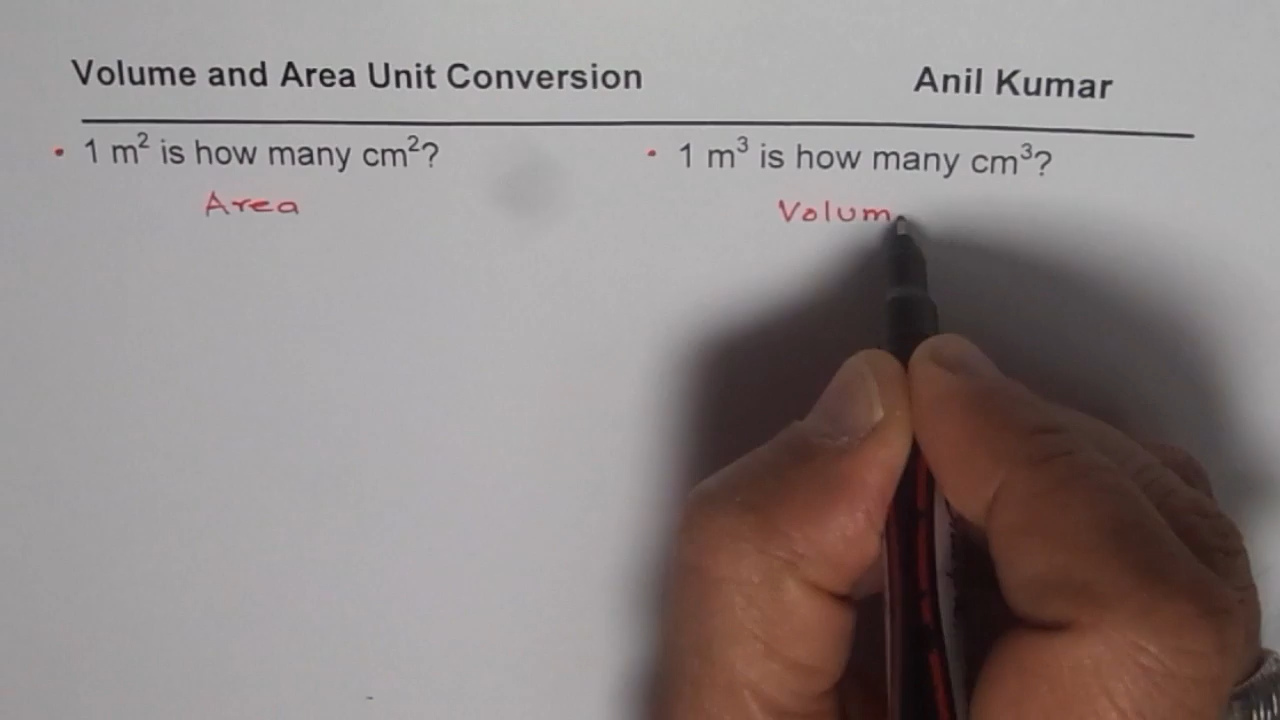 Volume and Area Unit Conversion Anil Kumar
• 1 m² is how many cm²? • 1 m³ is how many cm³?
Area Volum